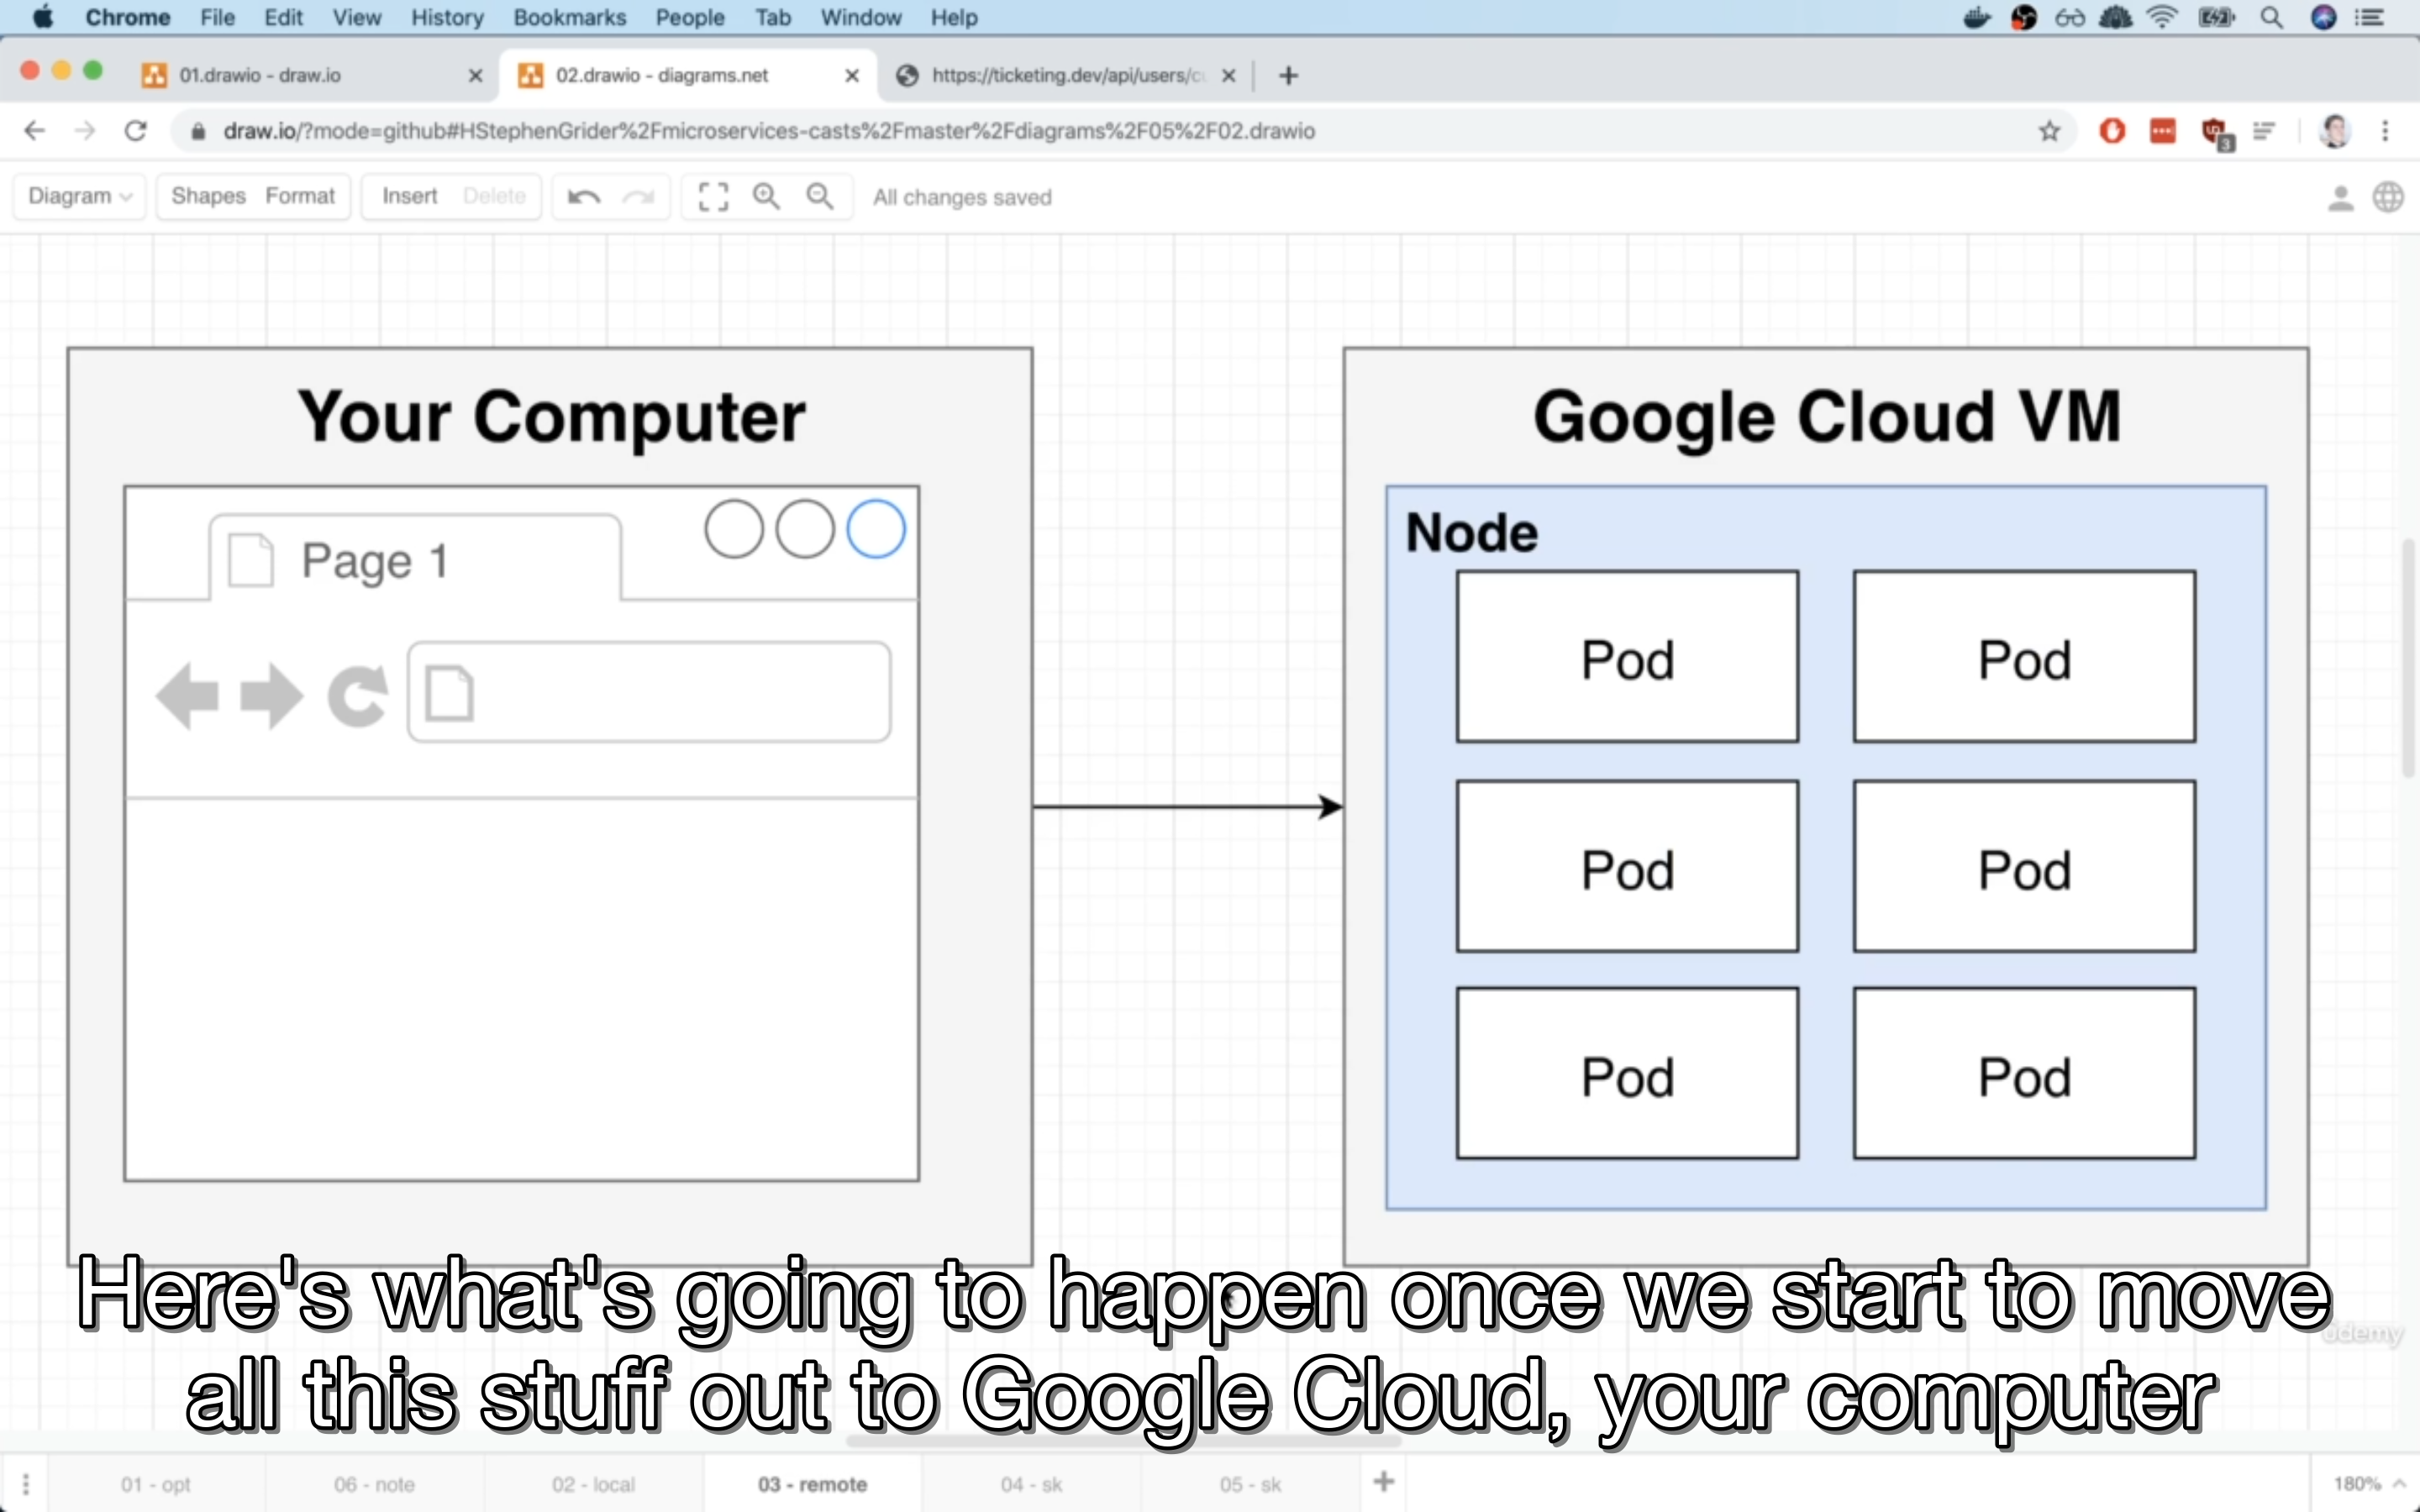 Chrome File Edit View History Bookmarks People Tab Window Help
01.drawio - draw.io
02.drawio - diagrams.net
https://ticketing.dev/api/users/c
draw.io/?mode=github#HStephenGrider%2Fmicroservices-casts%2Fmaster%2Fdiagrams%2F05%2F02.drawio
3
Diagram Shapes Format Insert Delete All changes saved
Your Computer
Page 1
Google Cloud VM
Node
Pod Pod
Pod Pod
Pod Pod
Here's what's going to happen once we start to move
all this stuff out to Google Cloud, your computer
udemy
01 - opt 06 - note 02 - local 03 - remote 04 - sk 05 - sk 180%